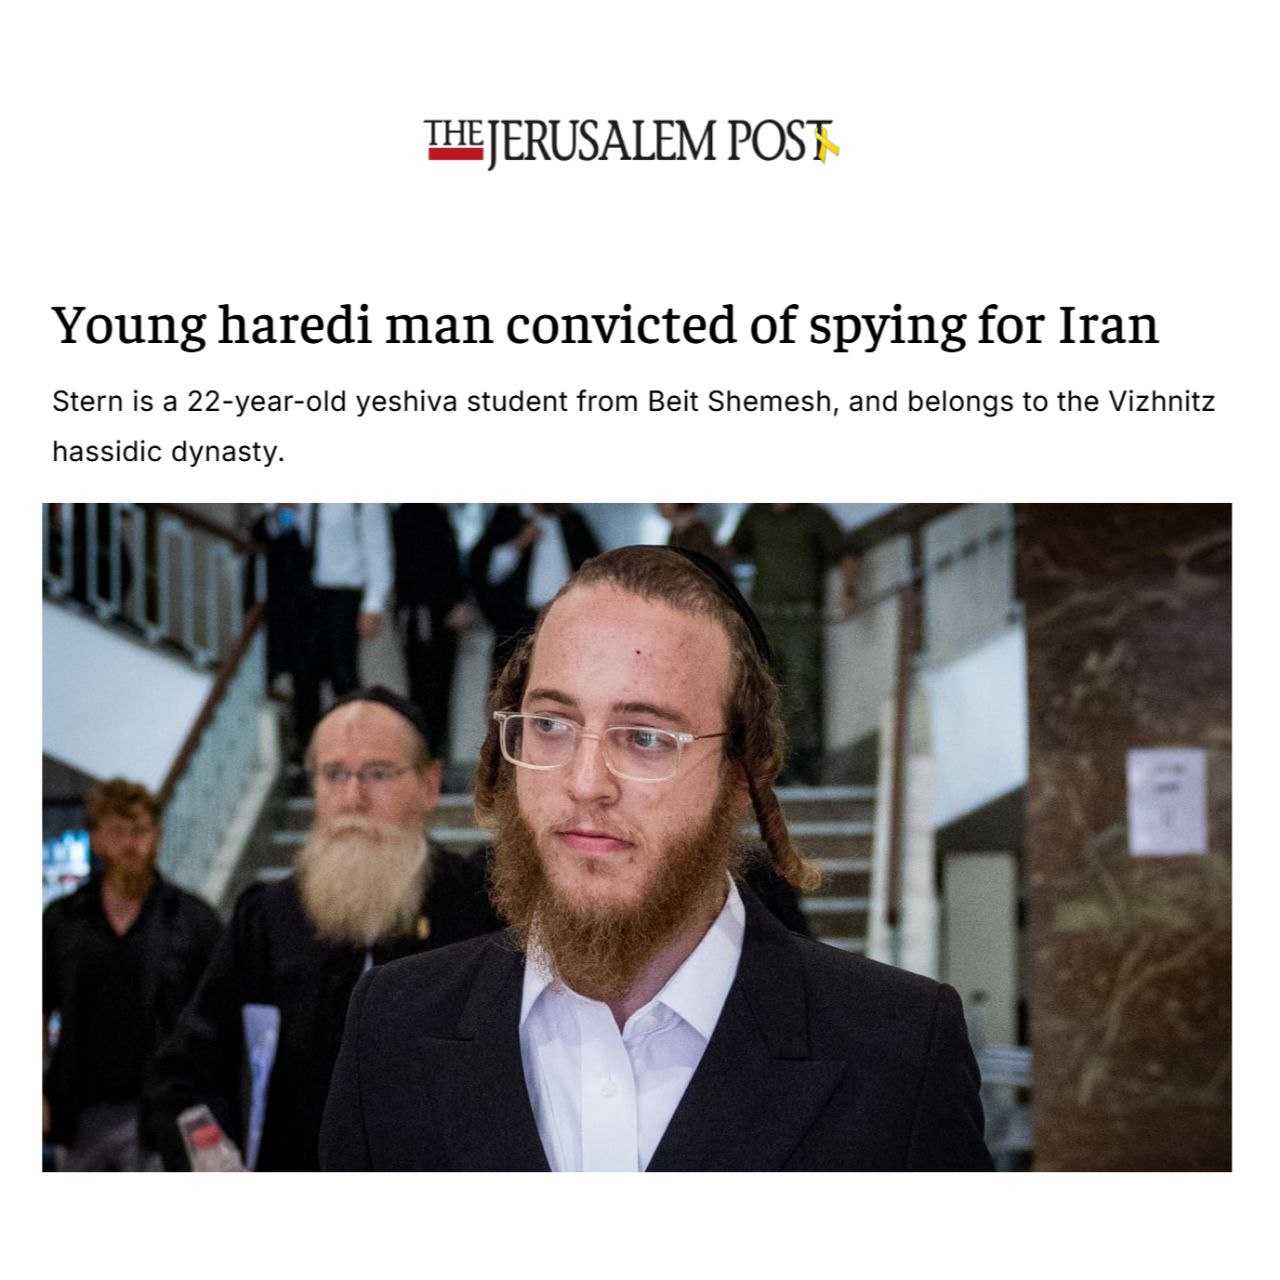 THE JERUSALEM POST
Young haredi man convicted of spying for Iran
Stern is a 22-year-old yeshiva student from Beit Shemesh, and belongs to the Vizhnitz
hassidic dynasty.